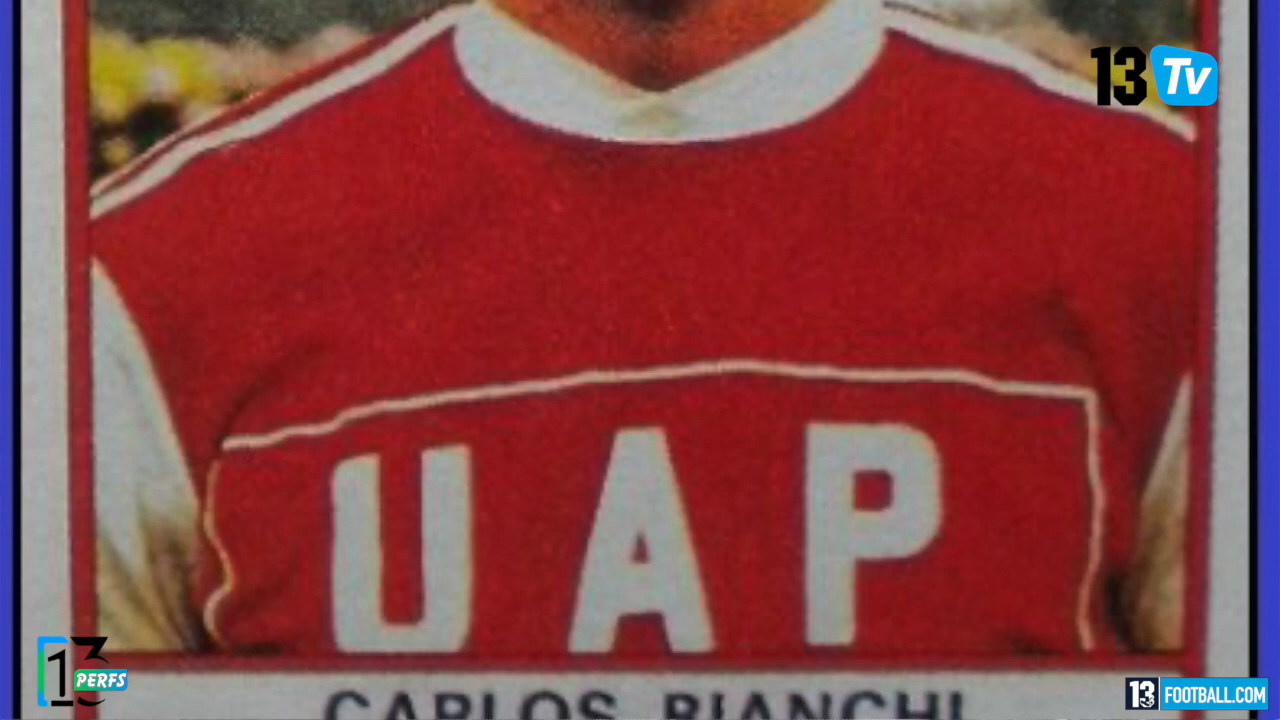 13 Tv
UAP
CARLOS BIANCHI
13 PERFS
13 FOOTBALL.COM